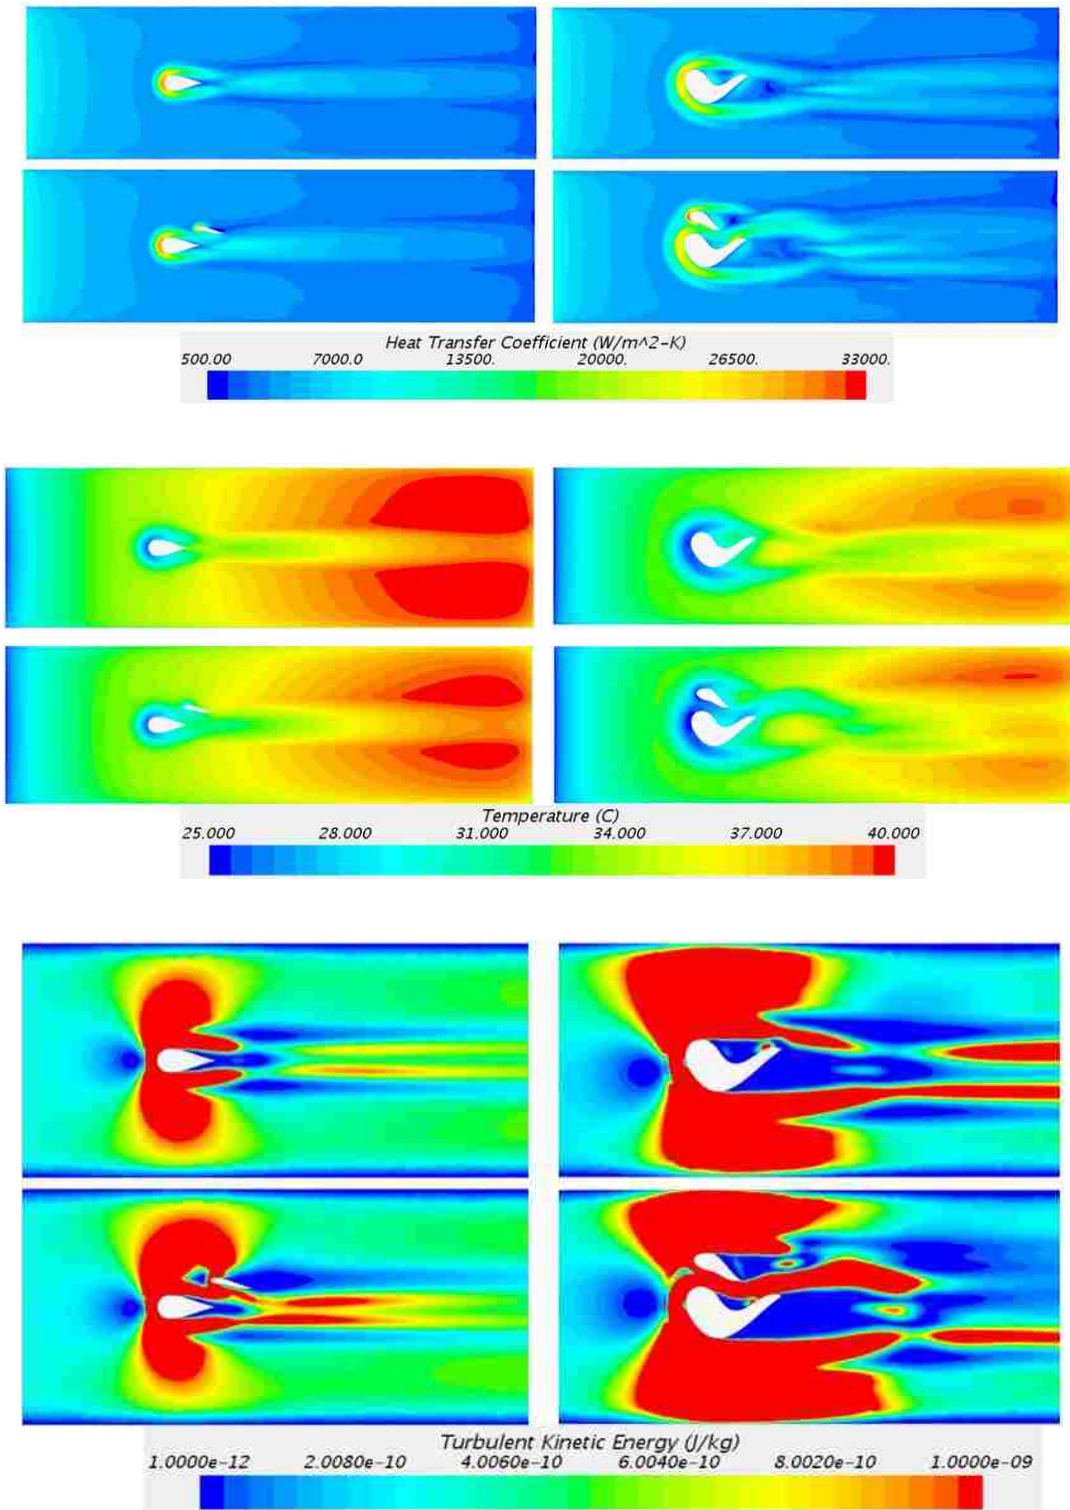 Heat Transfer Coefficient (W/m^2-K)
500.00 7000.0 13500. 20000. 26500. 33000.
Temperature (C)
25.000 28.000 31.000 34.000 37.000 40.000
Turbulent Kinetic Energy (J/kg)
1.0000e-12 2.0080e-10 4.0060e-10 6.0040e-10 8.0020e-10 1.0000e-09